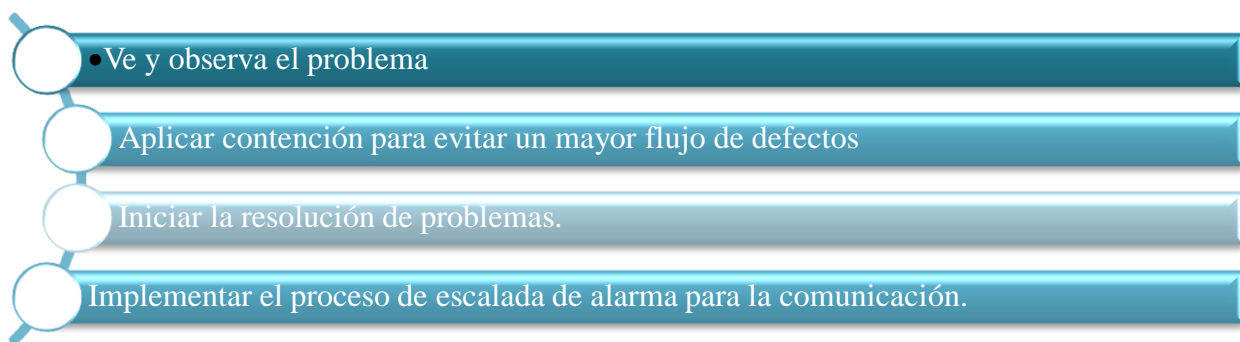 •Ve y observa el problema
Aplicar contención para evitar un mayor flujo de defectos
Iniciar la resolución de problemas.
Implementar el proceso de escalada de alarma para la comunicación.